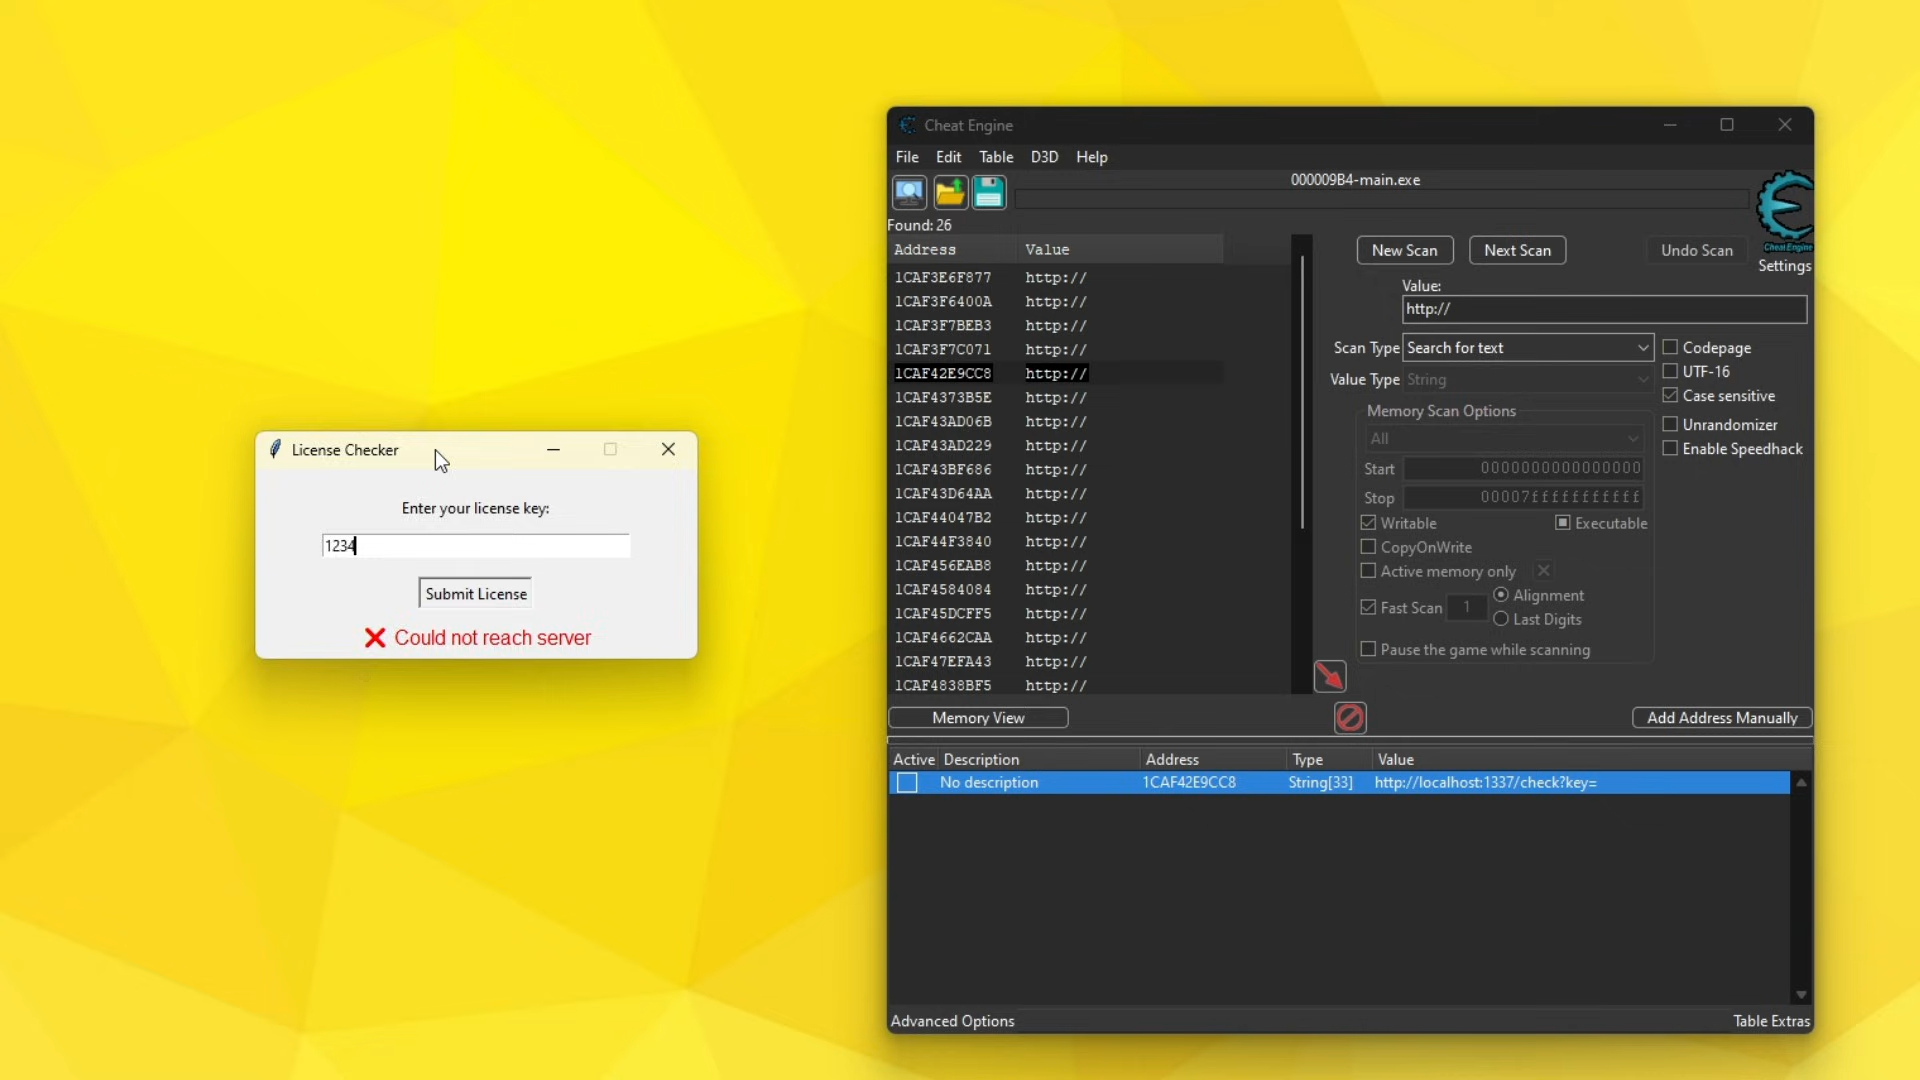 License Checker
Enter your license key:
1234
Submit License
Could not reach server
Cheat Engine
File Edit Table D3D Help
000009B4-main.exe
Found: 26
Address Value
1CAF3E6F877 http://
1CAF3F6400A http://
1CAF3F7BEB3 http://
1CAF3F7C071 http://
1CAF42E9CC8 http://
1CAF4373B5E http://
1CAF43AD06B http://
1CAF43AD229 http://
1CAF43BF686 http://
1CAF43D64AA http://
1CAF44047B2 http://
1CAF44F3840 http://
1CAF456EAB8 http://
1CAF4584084 http://
1CAF45DCFF5 http://
1CAF4662CAA http://
1CAF47EFA43 http://
1CAF4838BF5 http://
New Scan Next Scan Undo Scan
Cheat Engine
Settings
Value:
http://
Scan Type Search for text
Value Type String
Codepage
UTF-16
Case sensitive
Unrandomizer
Enable Speedhack
Memory Scan Options
All
Start 0000000000000000
Stop 00007fffffffffff
Writable Executable
CopyOnWrite
Active memory only
Fast Scan 1 Alignment
Last Digits
Pause the game while scanning
Memory View Add Address Manually
Active Description Address Type Value
No description 1CAF42E9CC8 String[33] http://localhost:1337/check?key=
Advanced Options Table Extras